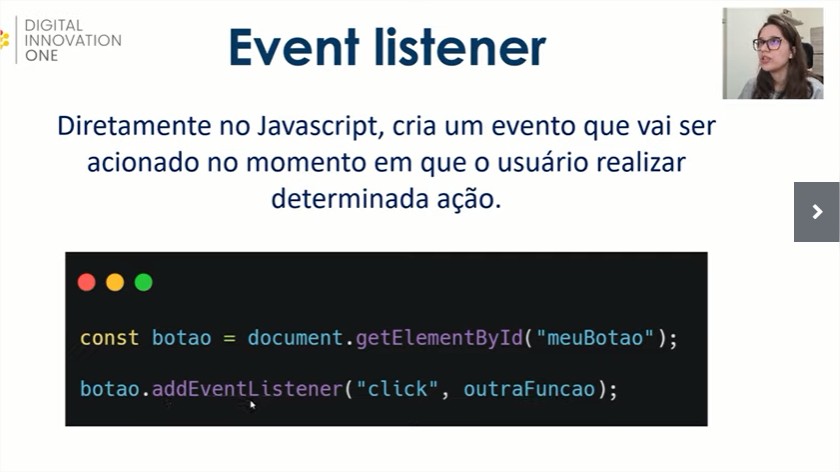 DIGITAL
INNOVATION
ONE
Event listener
Diretamente no Javascript, cria um evento que vai ser
acionado no momento em que o usuário realizar
determinada ação.
const botao = document.getElementById("meuBotao");
botao.addEventListener("click", outraFuncao);